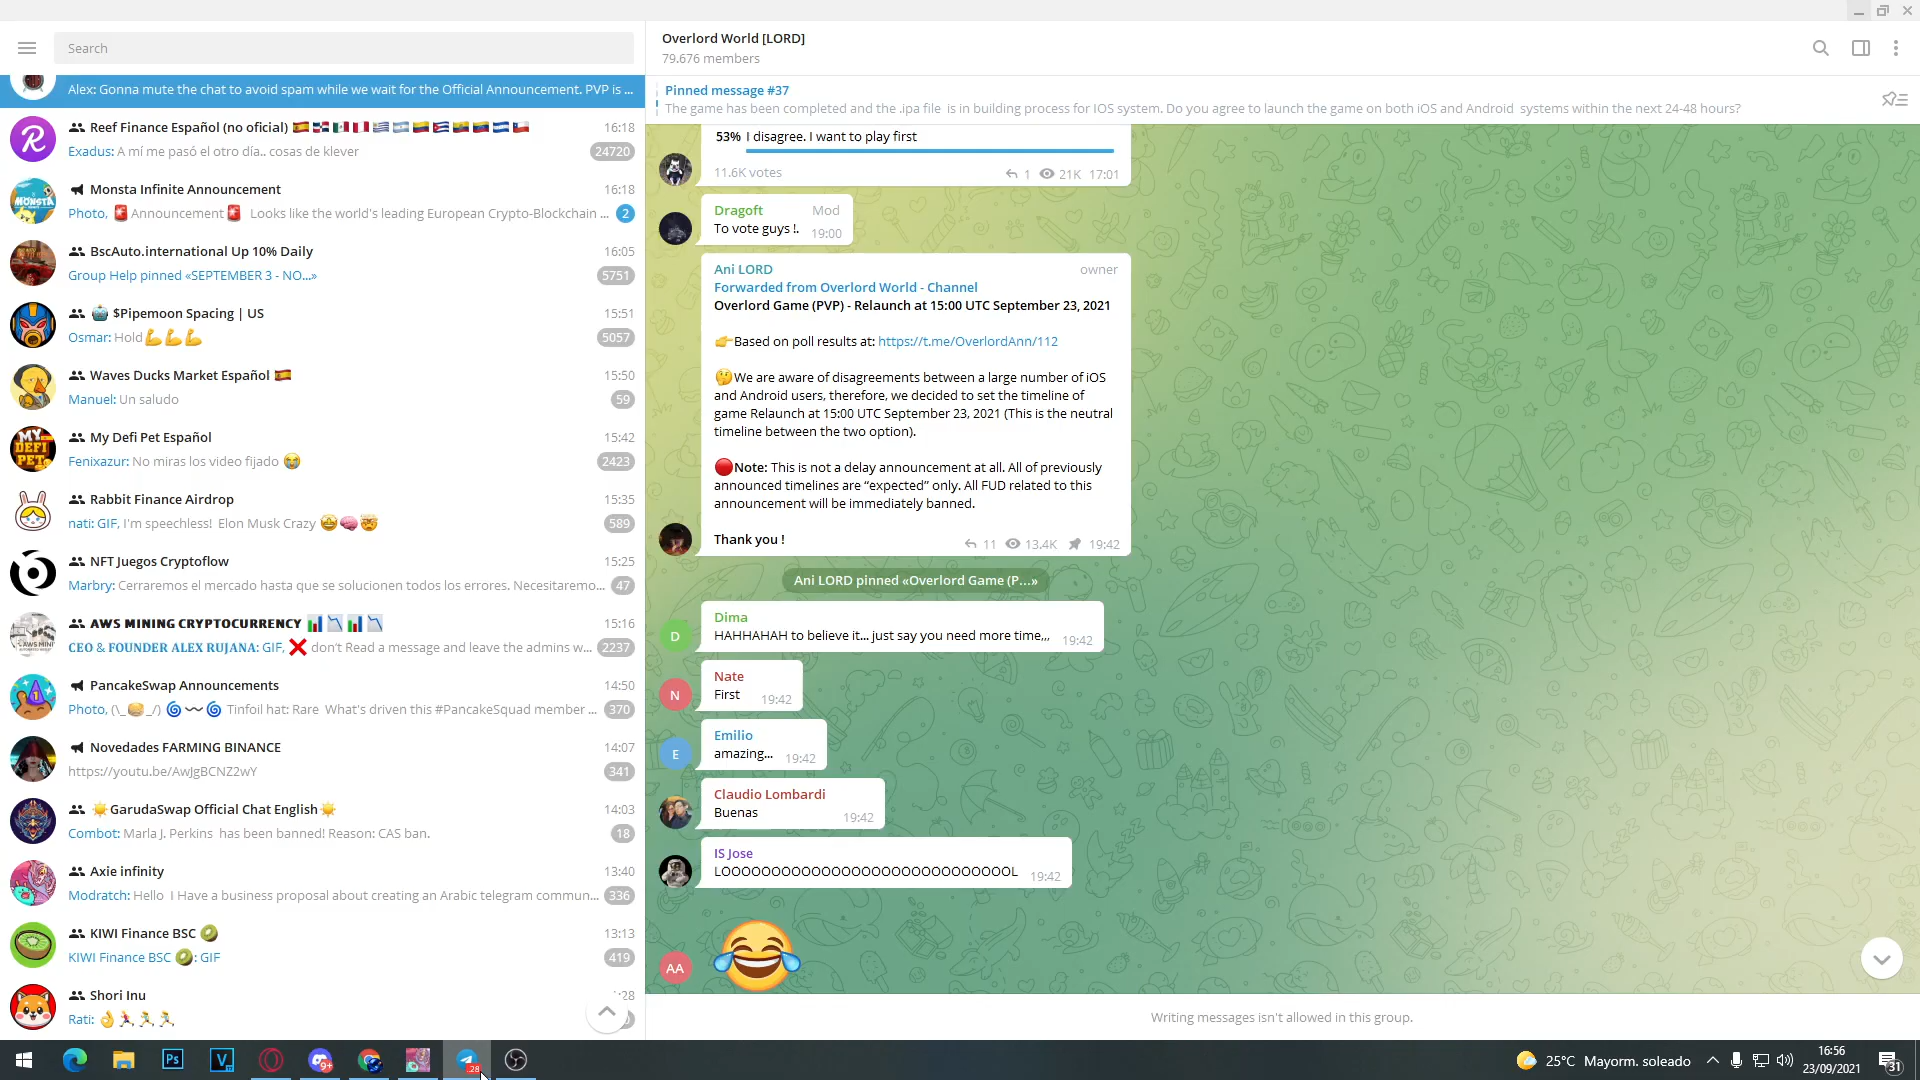 Search
Alex: Gonna mute the chat to avoid spam while we wait for the Official Announcement. PVP is ...
Reef Finance Español (no oficial) 16:18
Exadus: A mí me pasó el otro día.. cosas de klever 24720
Monsta Infinite Announcement 16:18
Photo, 🚨Announcement🚨 Looks like the world's leading European Crypto-Blockchain ... 2
BscAuto.international Up 10% Daily 16:05
Group Help pinned «SEPTEMBER 3 - NO...» 5751
$Pipemoon Spacing | US 15:51
Osmar: Hold💪💪💪 5057
Waves Ducks Market Español 🇪🇸 15:50
Manuel: Un saludo 59
My Defi Pet Español 15:42
Fenixazur: No miras los video fijado 😭 2423
Rabbit Finance Airdrop 15:35
nati: GIF, I'm speechless! Elon Musk Crazy 🤩🧠🤯 589
NFT Juegos Cryptoflow 15:25
Marbry: Cerraremos el mercado hasta que se solucionen todos los errores. Necesitaremo... 47
AWS MINING CRYPTOCURRENCY 📊📉📊📉 15:16
CEO & FOUNDER ALEX RUJANA: GIF, ❌ don't Read a message and leave the admins w... 2237
PancakeSwap Announcements 14:50
Photo, (\_🥞_/) 🌀〰️🌀 Tinfoil hat: Rare What's driven this #PancakeSquad member ... 370
Novedades FARMING BINANCE 14:07
https://youtu.be/AwJgBCNZ2wY 341
☀️GarudaSwap Official Chat English☀️ 14:03
Combot: Marla J. Perkins has been banned! Reason: CAS ban. 18
Axie infinity 13:40
Modratch: Hello I Have a business proposal about creating an Arabic telegram commun... 336
KIWI Finance BSC 🥝 13:13
KIWI Finance BSC 🥝: GIF 419
Shori Inu :28
Rati: 👌🏃🏃🏃
Overlord World [LORD]
79.676 members
Pinned message #37
The game has been completed and the .ipa file is in building process for IOS system. Do you agree to launch the game on both iOS and Android systems within the next 24-48 hours?
53% I disagree. I want to play first
11.6K votes 1 21K 17:01
Dragoft Mod
To vote guys !. 19:00
Ani LORD owner
Forwarded from Overlord World - Channel
Overlord Game (PVP) - Relaunch at 15:00 UTC September 23, 2021
👉Based on poll results at: https://t.me/OverlordAnn/112
🤔We are aware of disagreements between a large number of iOS
and Android users, therefore, we decided to set the timeline of
game Relaunch at 15:00 UTC September 23, 2021 (This is the neutral
timeline between the two option).
🔴Note: This is not a delay announcement at all. All of previously
announced timelines are “expected” only. All FUD related to this
announcement will be immediately banned.
Thank you ! 11 13.4K 19:42
Ani LORD pinned «Overlord Game (P...»
Dima
HAHHAHAH to believe it... just say you need more time,,, 19:42
D
Nate
First 19:42
N
Emilio
amazing... 19:42
E
Claudio Lombardi
Buenas 19:42
IS Jose
LOOOOOOOOOOOOOOOOOOOOOOOOOOOOOL 19:42
😂
AA
Writing messages isn't allowed in this group.
Ps
V
9+
25°C Mayorm. soleado
16:56
23/09/2021
31